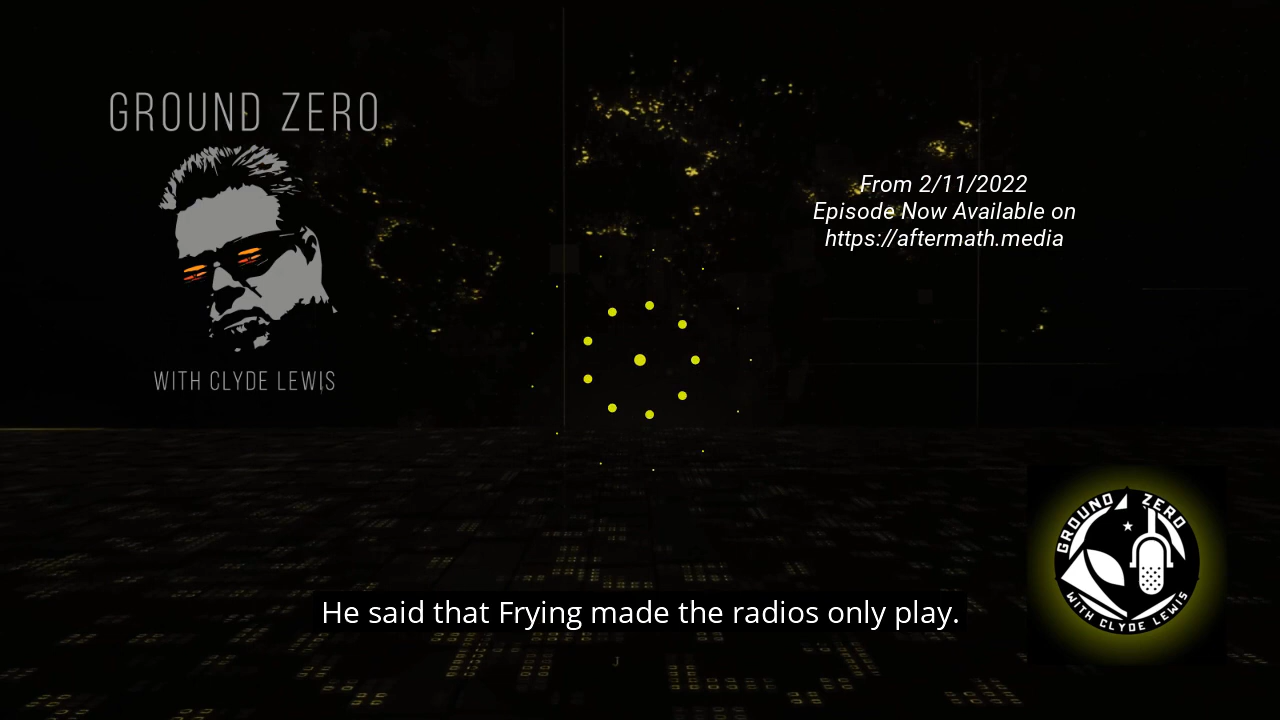 GROUND ZERO
WITH CLYDE LEWIS
From 2/11/2022
Episode Now Available on
https://aftermath.media
GROUND ZERO
WITH CLYDE LEWIS
He said that Frying made the radios only play.
J